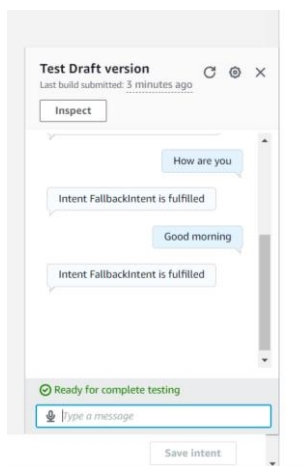 Test Draft version
Last build submitted: 3 minutes ago
Inspect
How are you
Intent FallbackIntent is fulfilled
Good morning
Intent FallbackIntent is fulfilled
Ready for complete testing
Type a message
Save intent